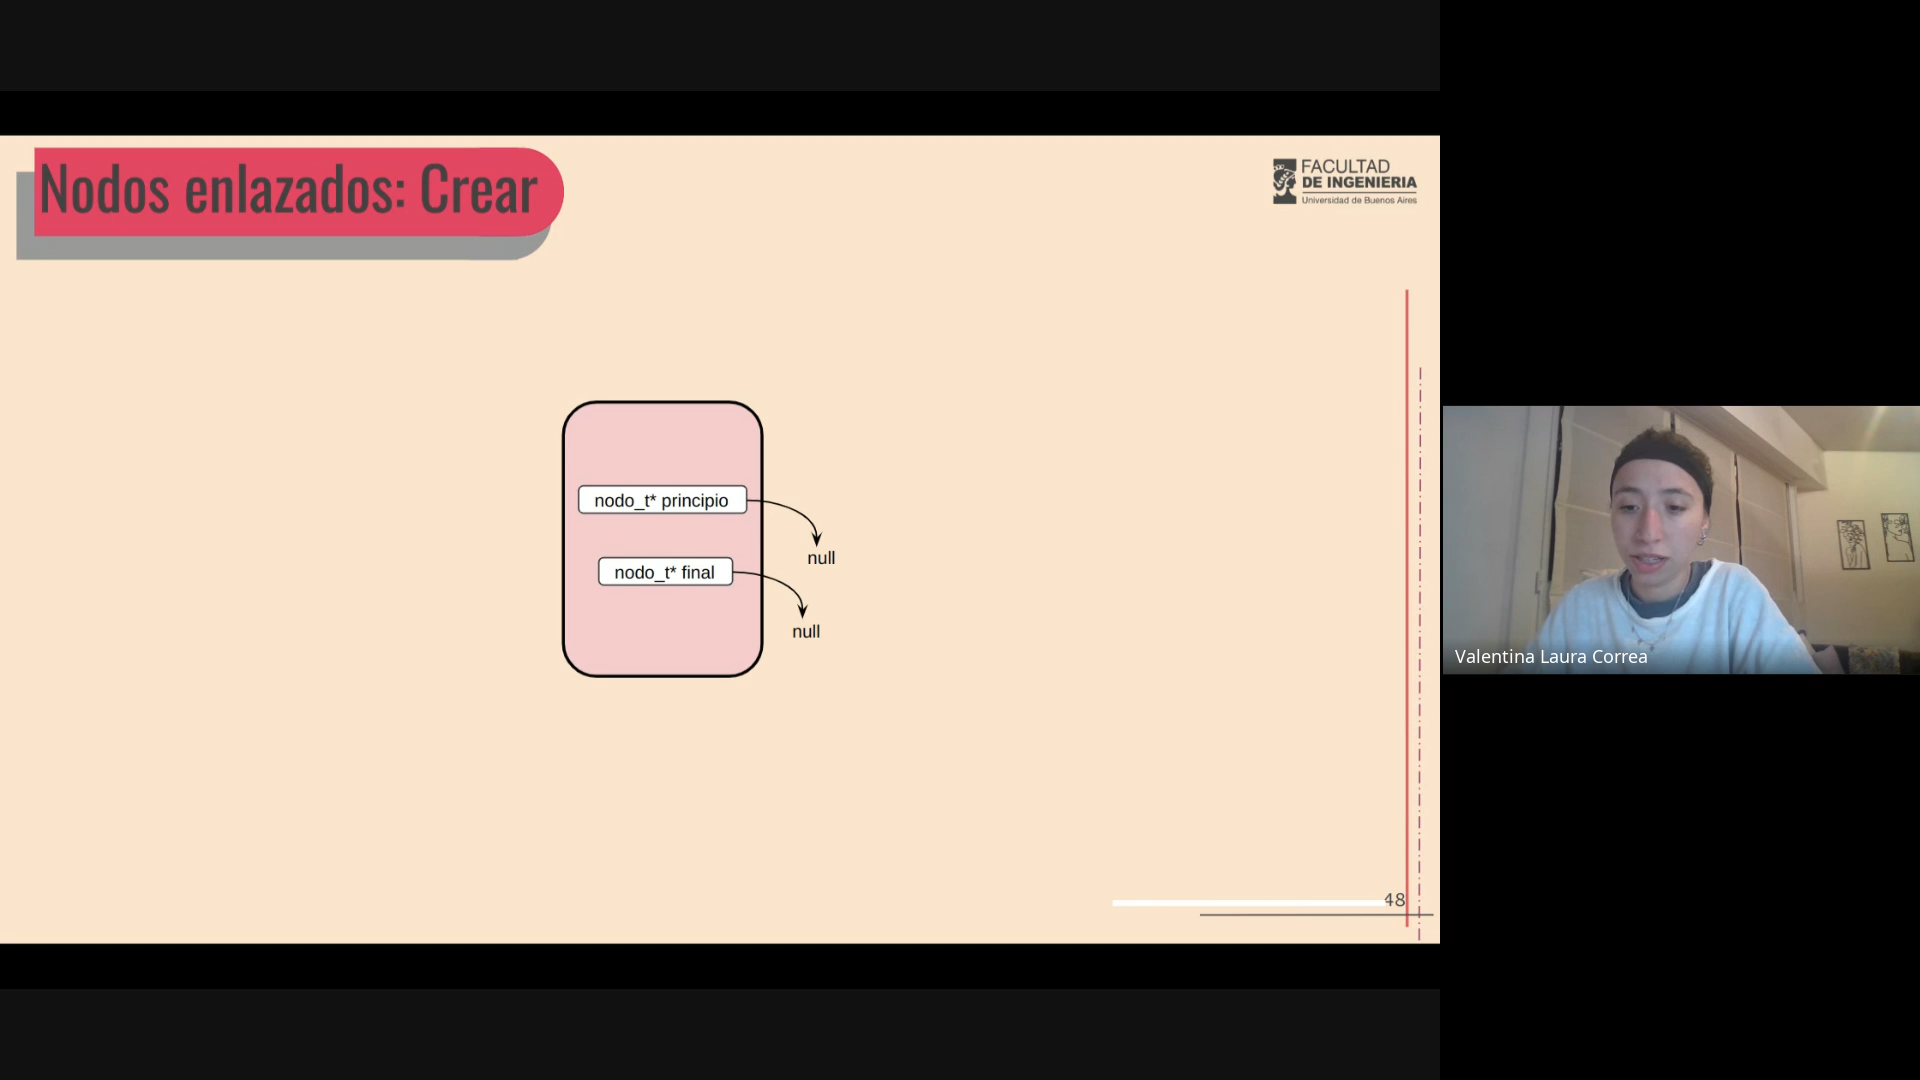 Nodos enlazados: Crear
FACULTAD
DE INGENIERIA
Universidad de Buenos Aires
nodo_t* principio
null
nodo_t* final
null
Valentina Laura Correa
48